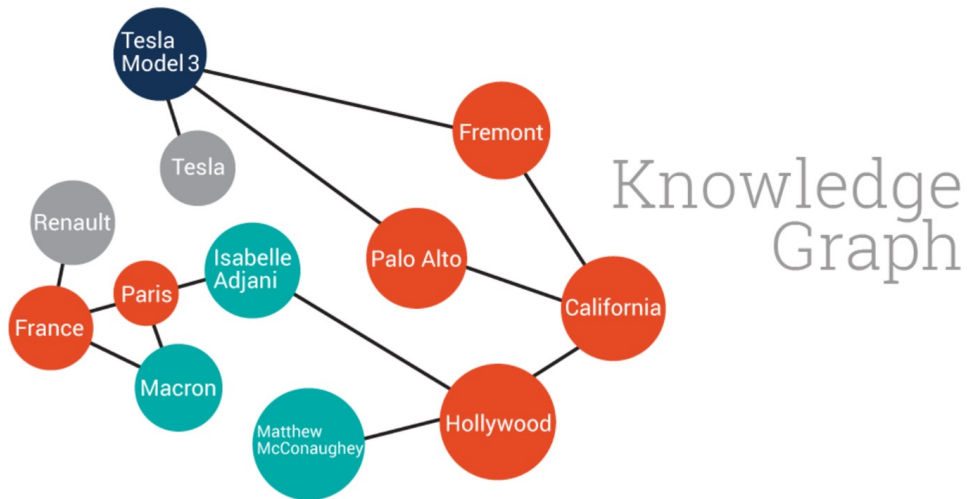 Tesla
Model 3
Fremont
Tesla
Knowledge
Graph
Renault
Isabelle
Adjani
Palo Alto
Paris
California
France
Macron
Hollywood
Matthew
McConaughey